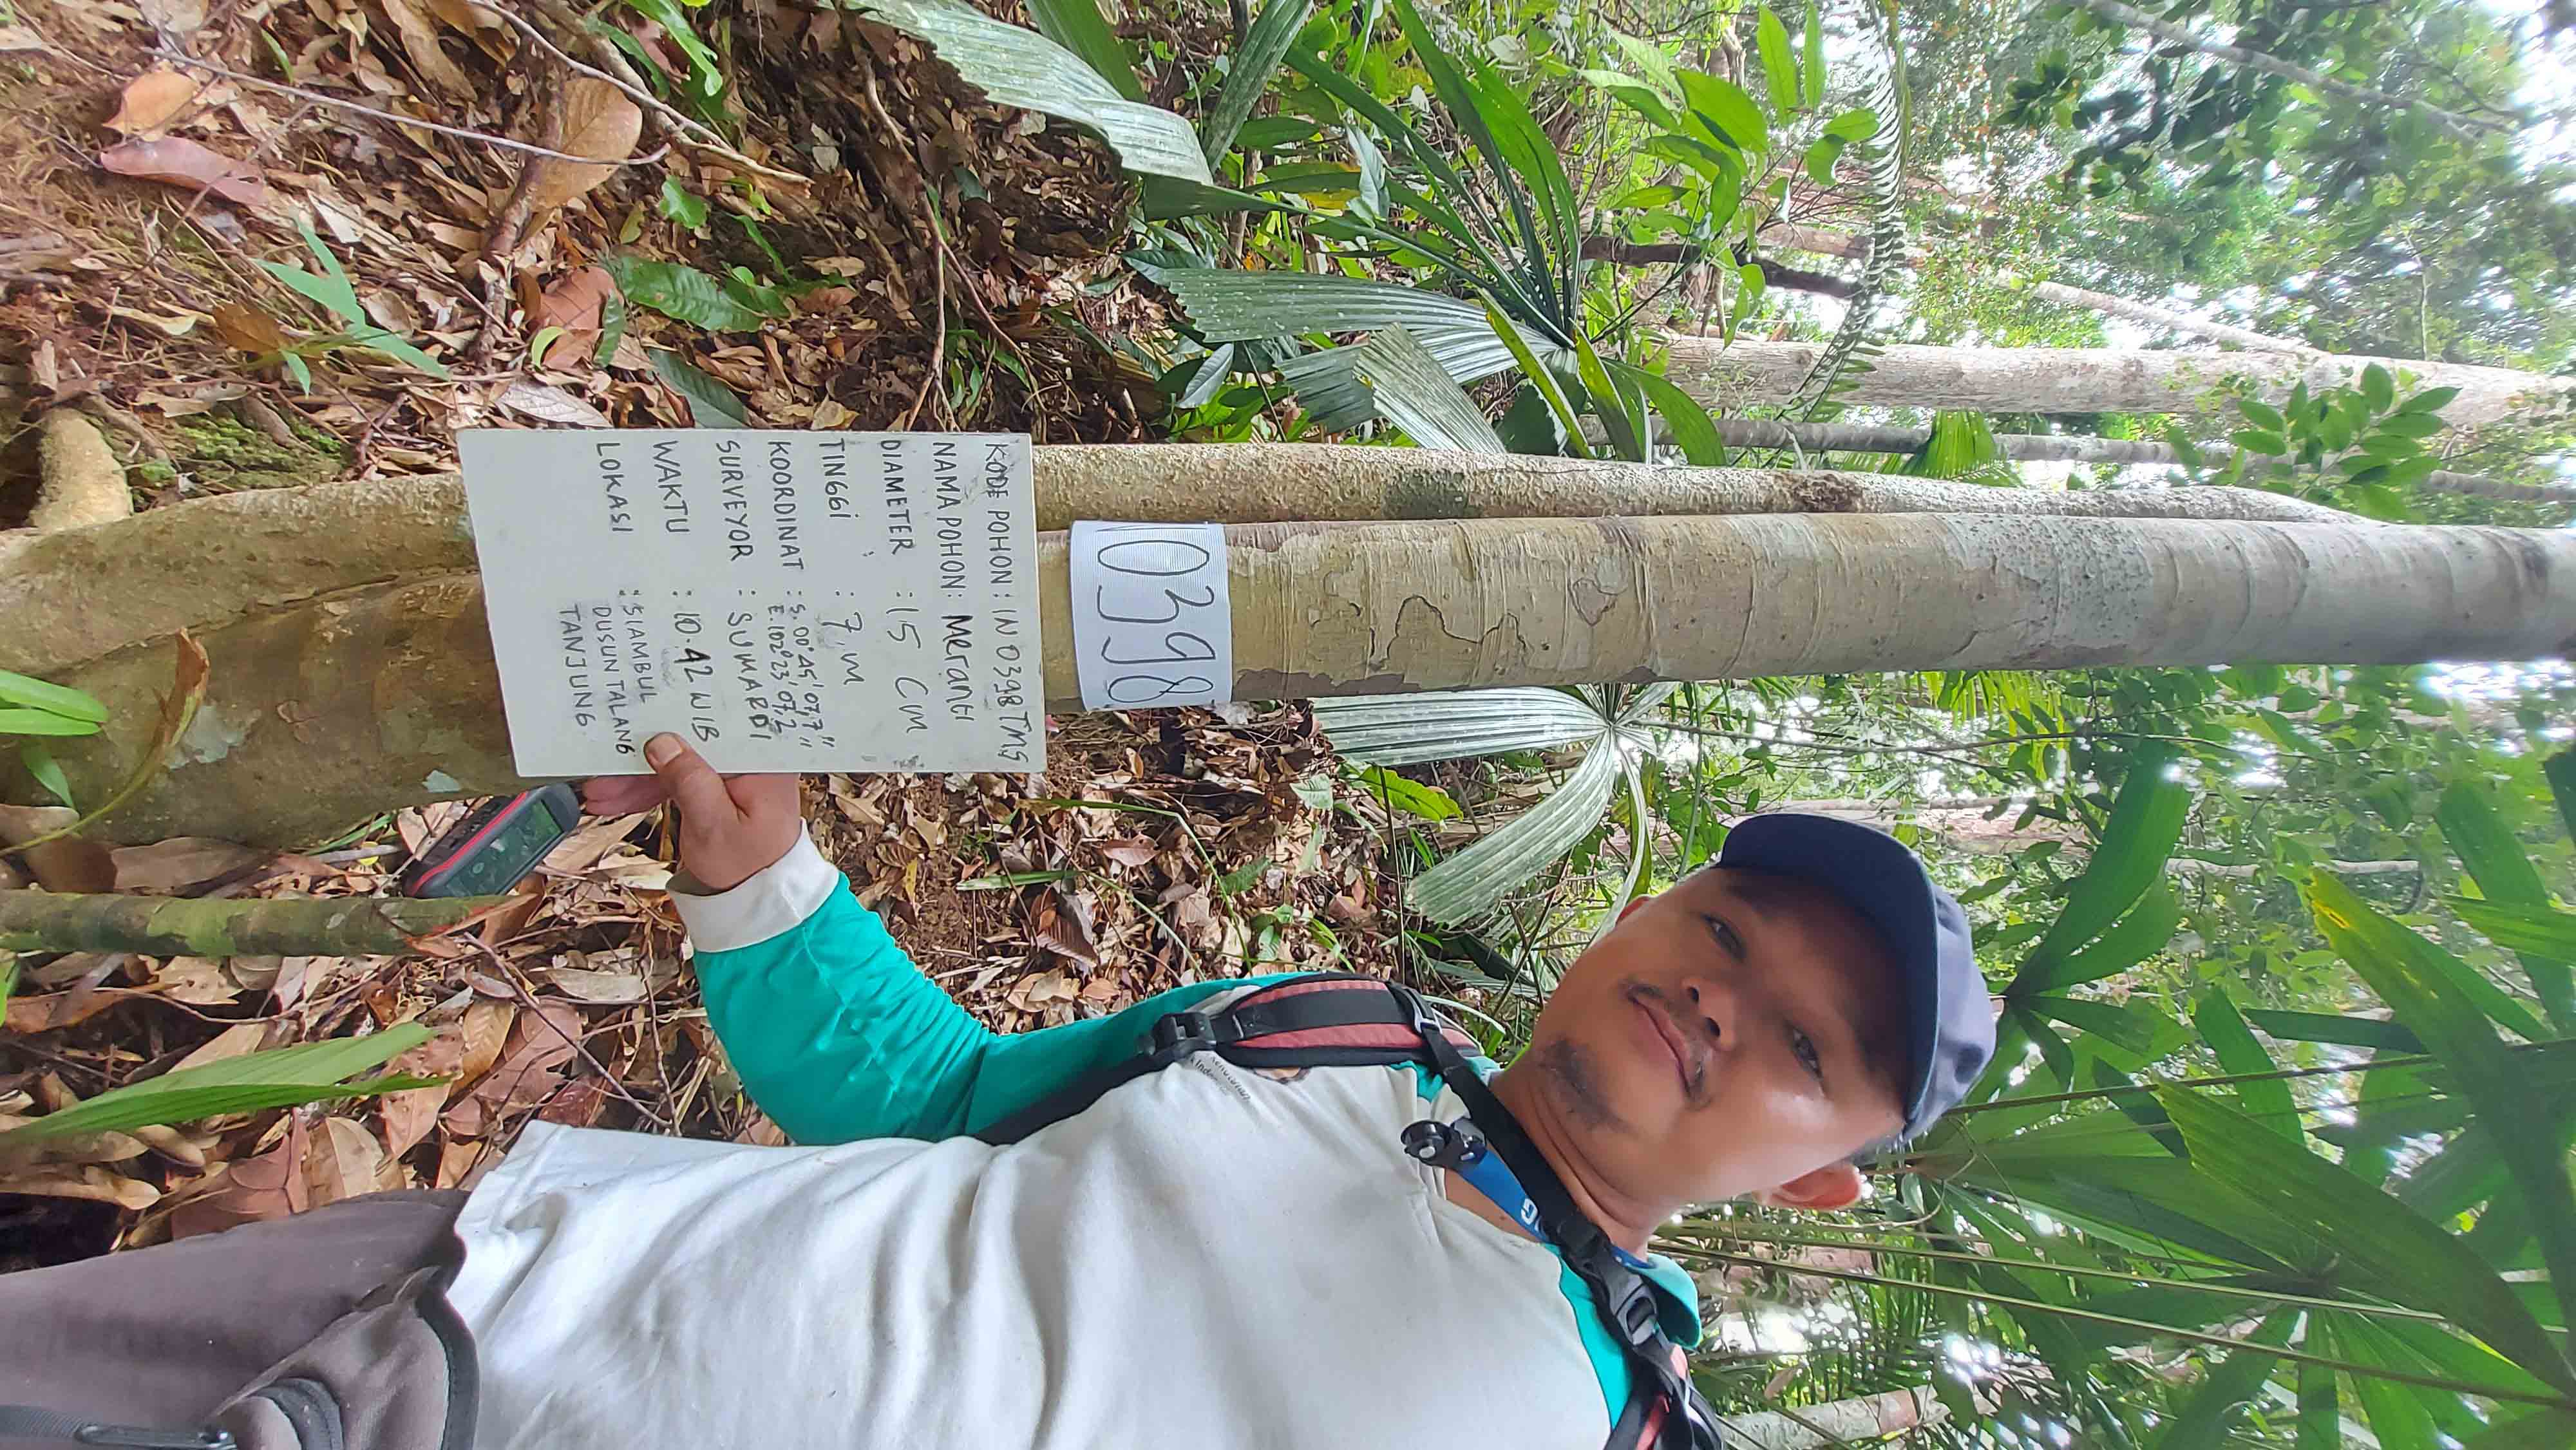 KODE POHON : IN 0398 TMS
NAMA POHON : Meranti
DIAMETER : 15 CM
TINGGI : 7 M
KOORDINAT : S.00°45'07,7"
E.102°23'07,2"
SURVEYOR : SUWARDI
WAKTU : 10.42 WIB
LOKASI : SIAMBUL
DUSUN TALANG
TANJUNG.
0398